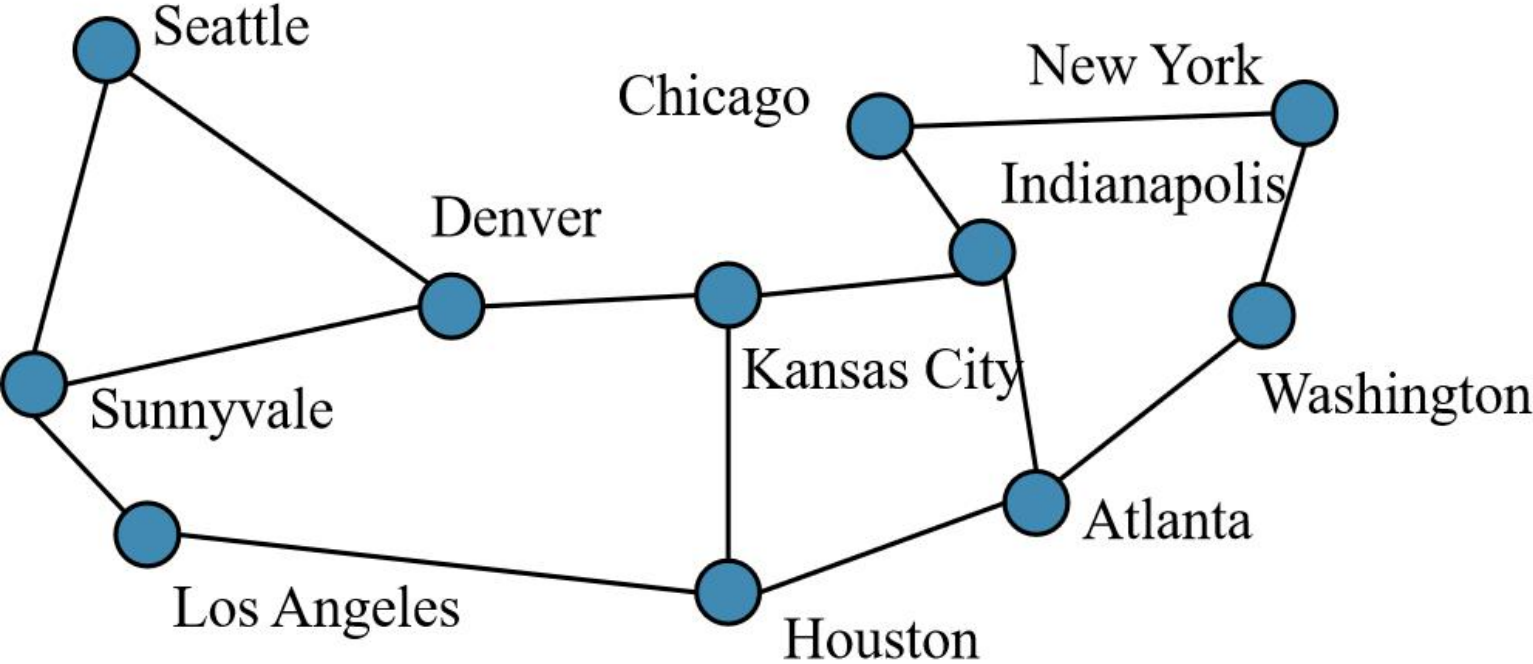 Seattle
New York
Chicago
Indianapolis
Denver
Kansas City
Washington
Sunnyvale
Atlanta
Los Angeles
Houston